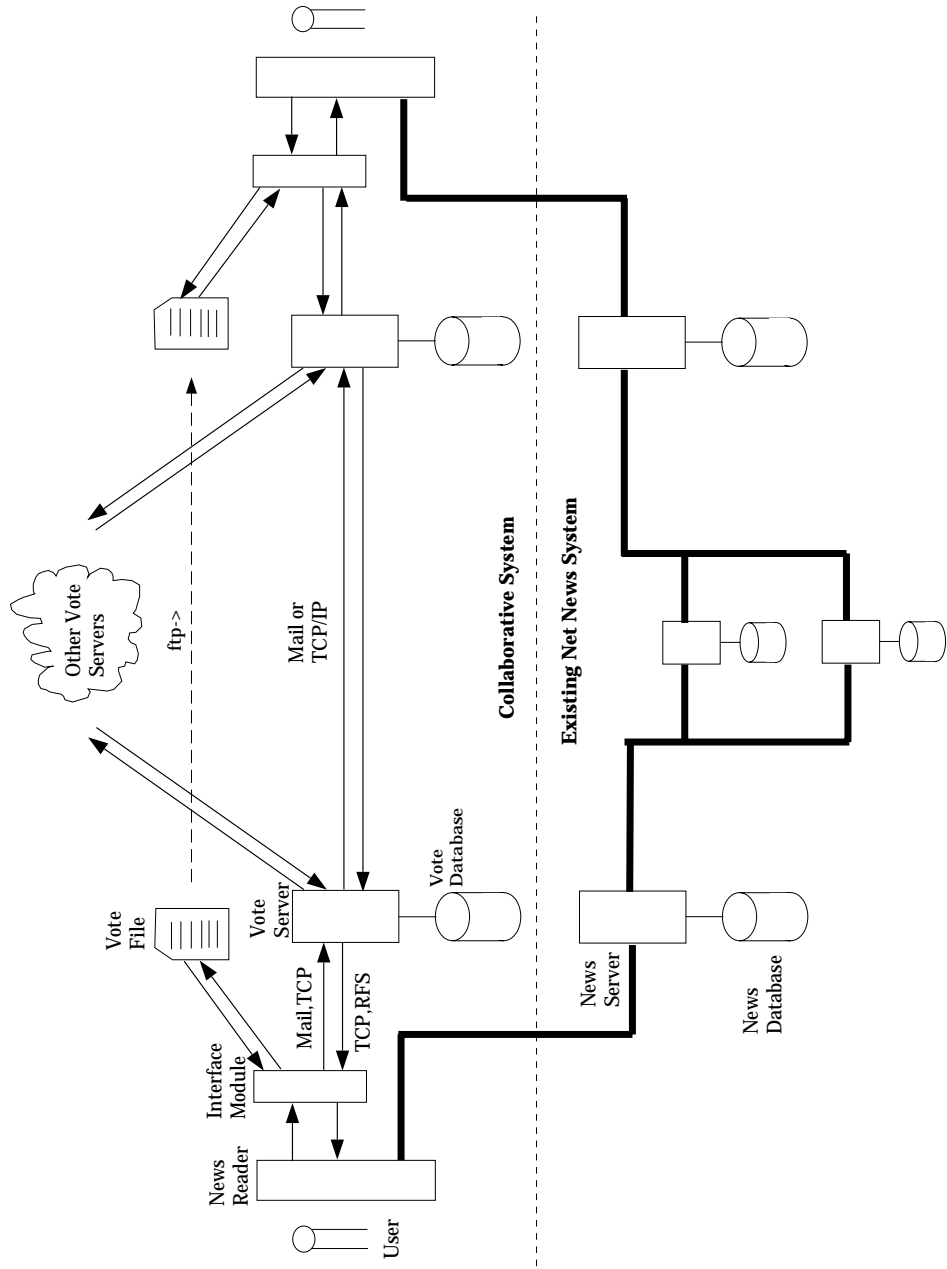 Other Vote
Servers
ftp->
Vote
File
Mail or
TCP/IP
Interface
Module
Mail,TCP
TCP,RFS
Vote
Server
News
Reader
User
Vote
Database
Collaborative System
Existing Net News System
News
Server
News
Database